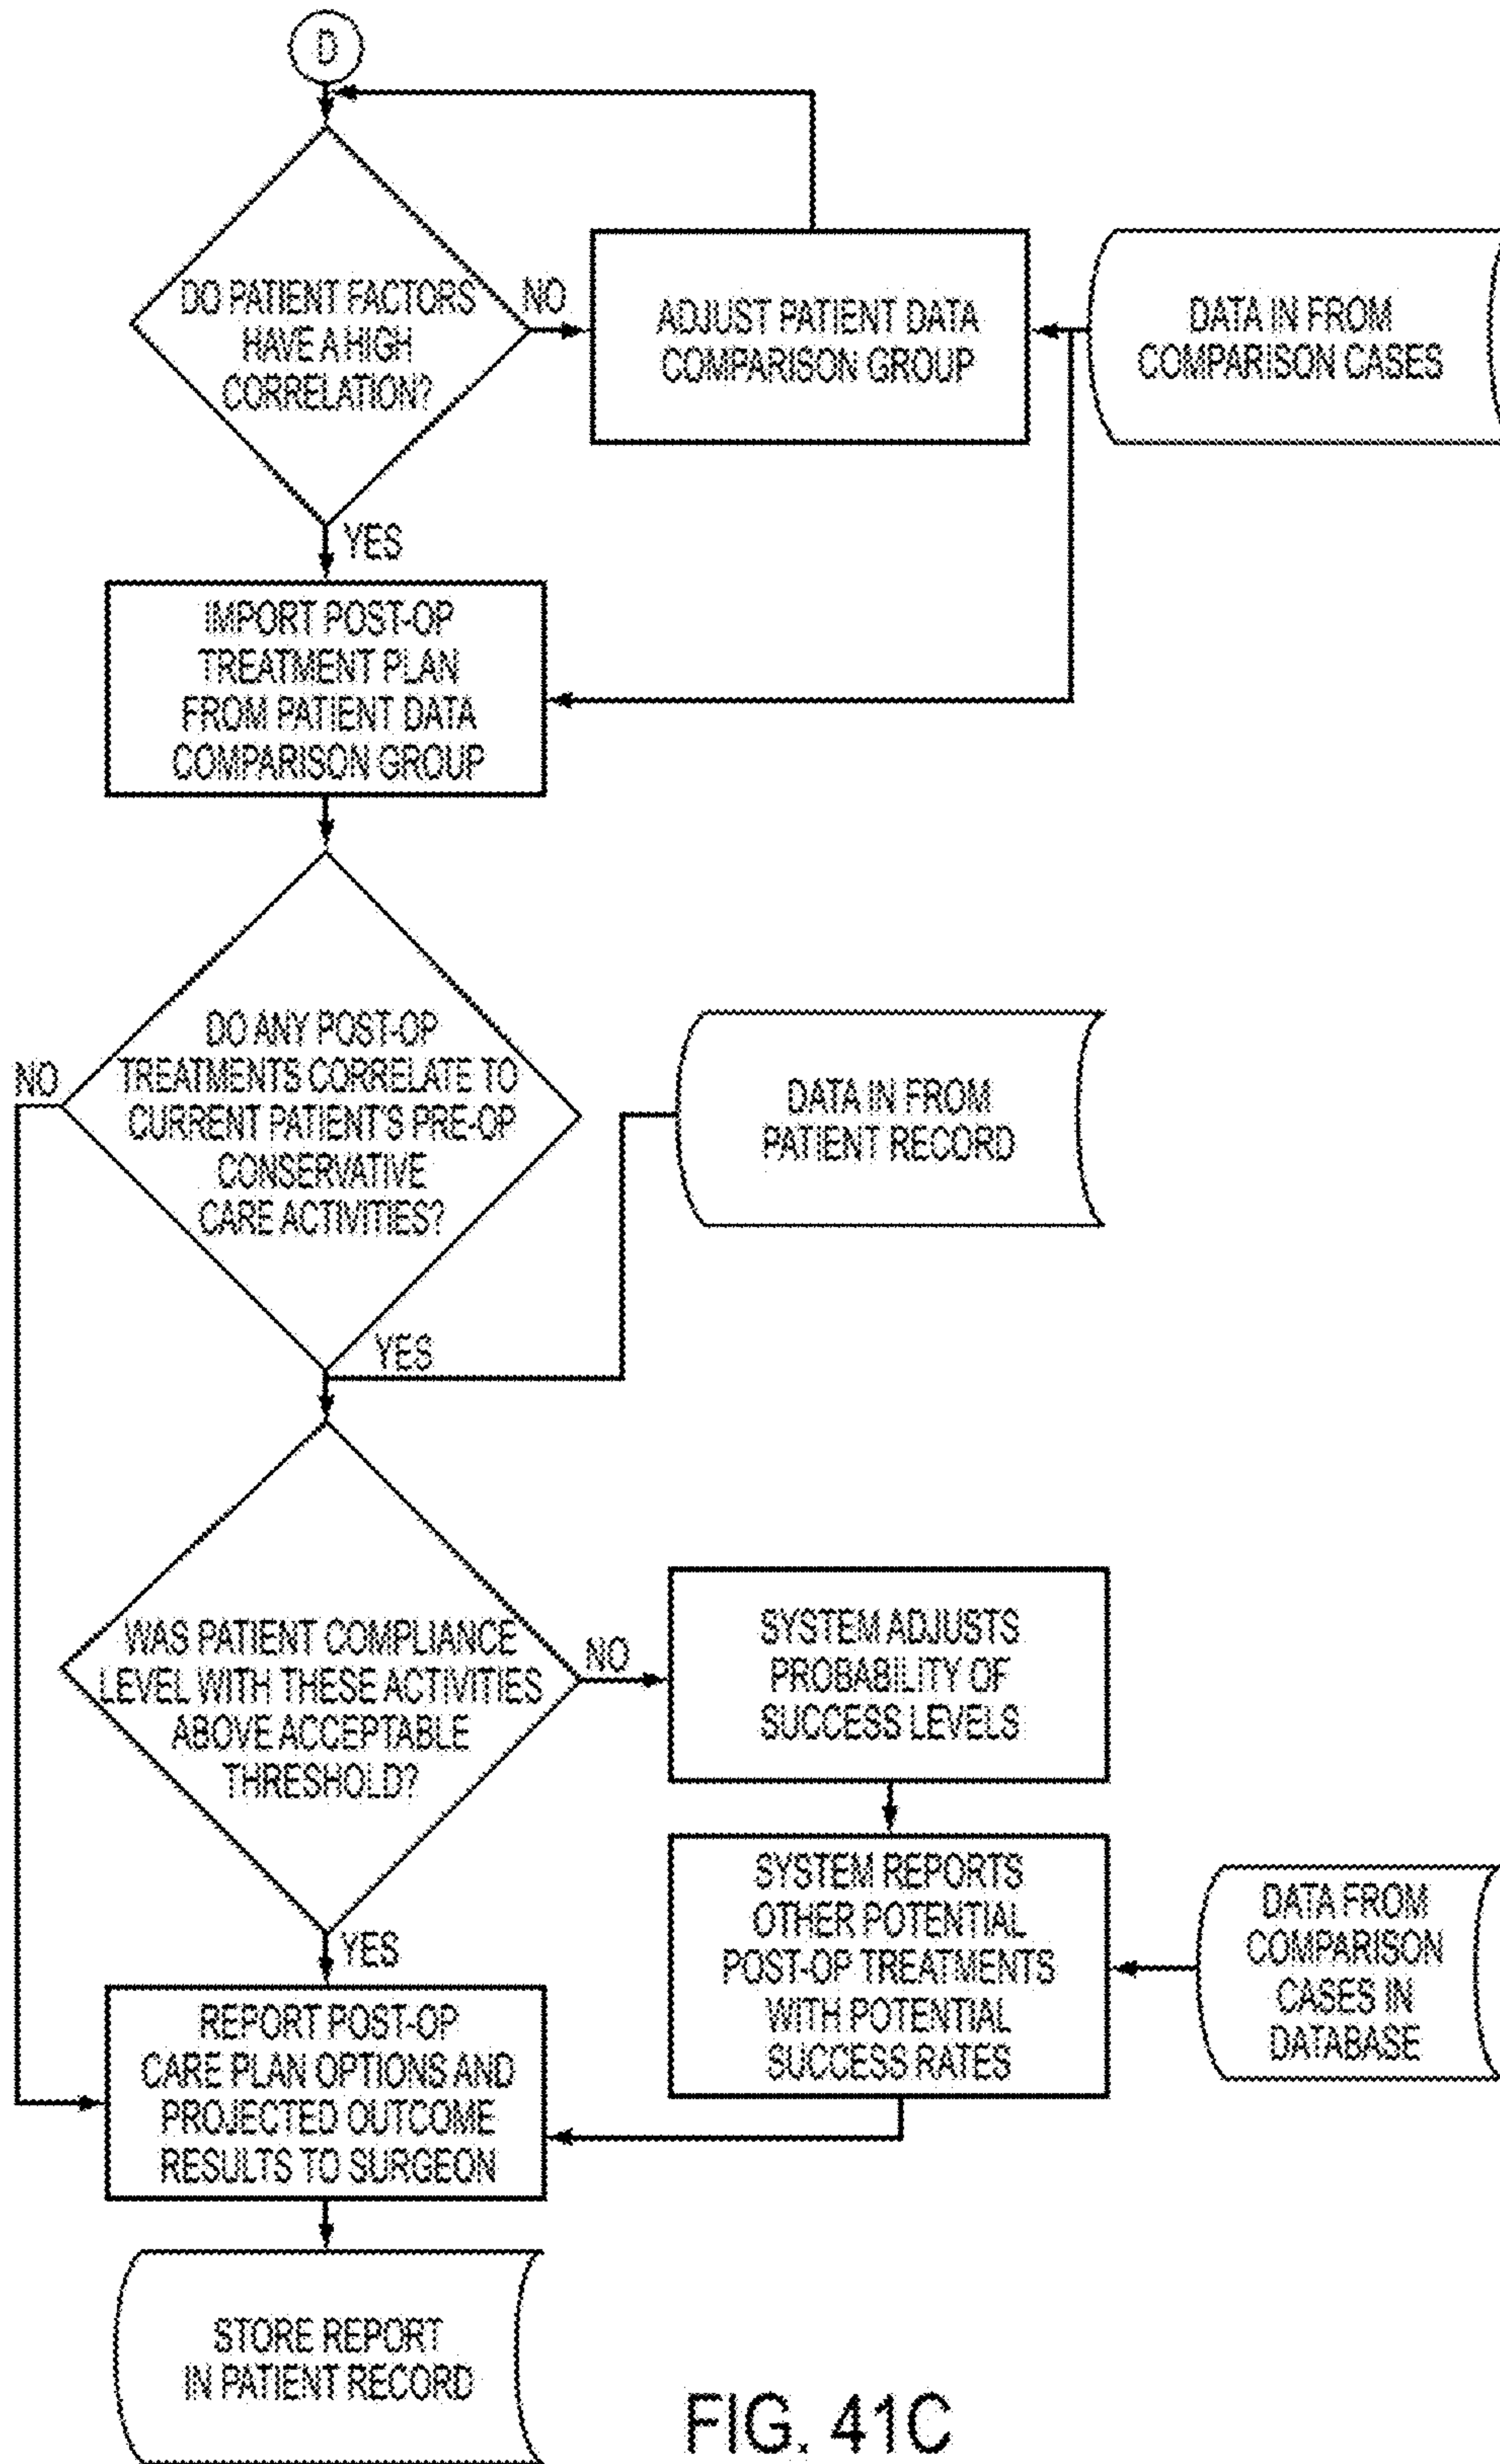 D
DO PATIENT FACTORS
HAVE A HIGH
CORRELATION?
NO
ADJUST PATIENT DATA
COMPARISON GROUP
DATA IN FROM
COMPARISON CASES
YES
IMPORT POST-OP
TREATMENT PLAN
FROM PATIENT DATA
COMPARISON GROUP
DO ANY POST-OP
TREATMENTS CORRELATE TO
CURRENT PATIENT'S PRE-OP
CONSERVATIVE
CARE ACTIVITIES?
NO
DATA IN FROM
PATIENT RECORD
YES
WAS PATIENT COMPLIANCE
LEVEL WITH THESE ACTIVITIES
ABOVE ACCEPTABLE
THRESHOLD?
NO
SYSTEM ADJUSTS
PROBABILITY OF
SUCCESS LEVELS
SYSTEM REPORTS
OTHER POTENTIAL
POST-OP TREATMENTS
WITH POTENTIAL
SUCCESS RATES
DATA FROM
COMPARISON
CASES IN
DATABASE
YES
REPORT POST-OP
CARE PLAN OPTIONS AND
PROJECTED OUTCOME
RESULTS TO SURGEON
STORE REPORT
IN PATIENT RECORD
FIG. 41C